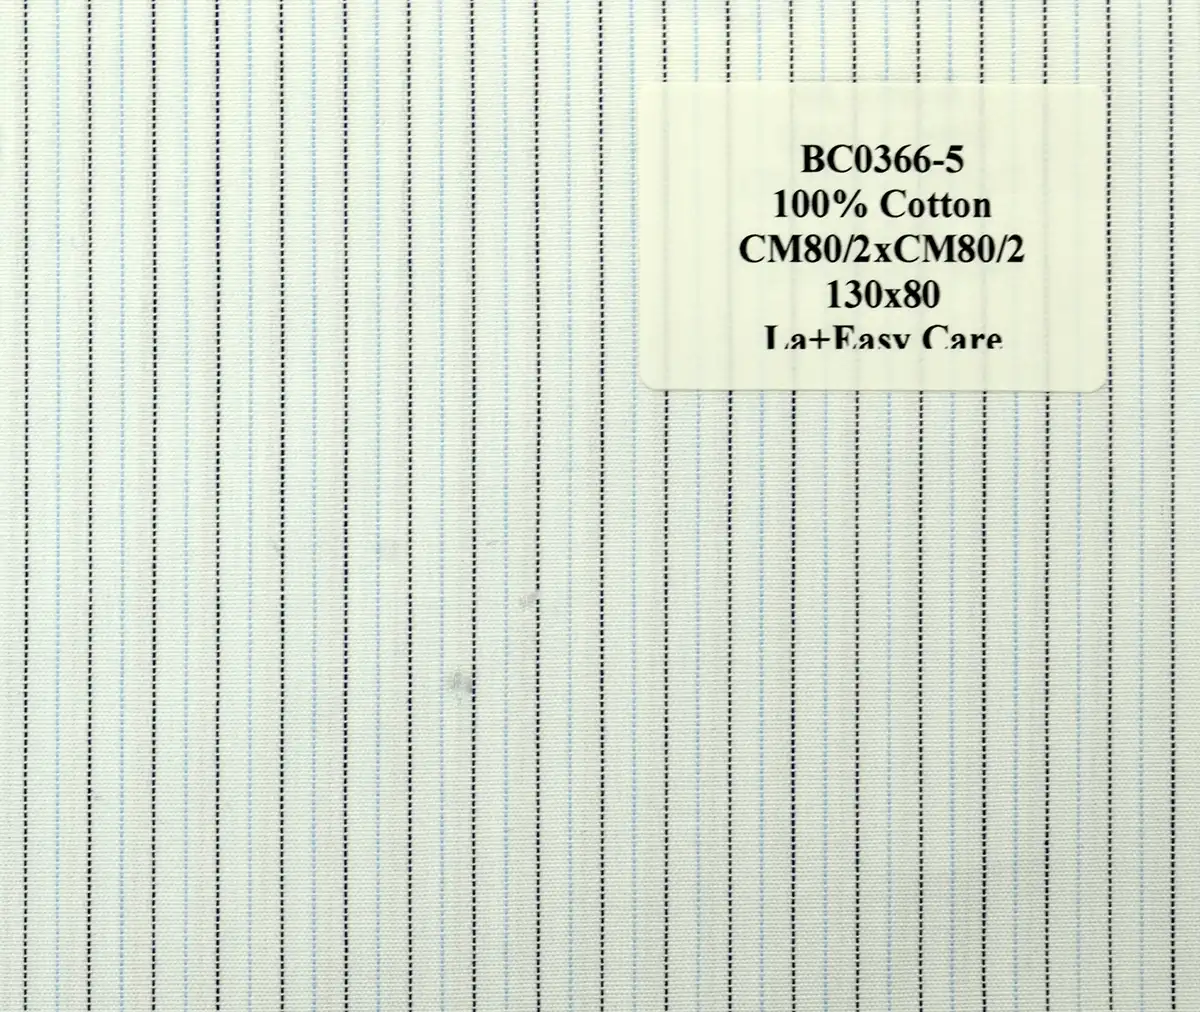 BC0366-5
100% Cotton
CM80/2xCM80/2
130x80
La+Easy Care